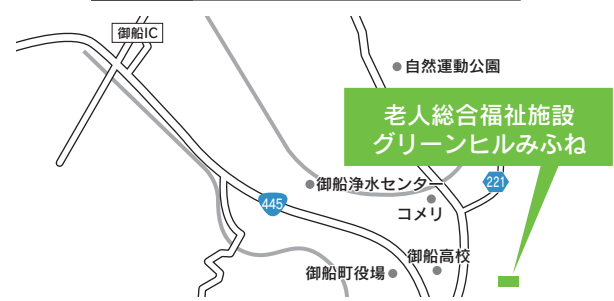 御船IC
自然運動公園
老人総合福祉施設
グリーンヒルみふね
御船浄水センター
221
445
コメリ
御船高校
御船町役場